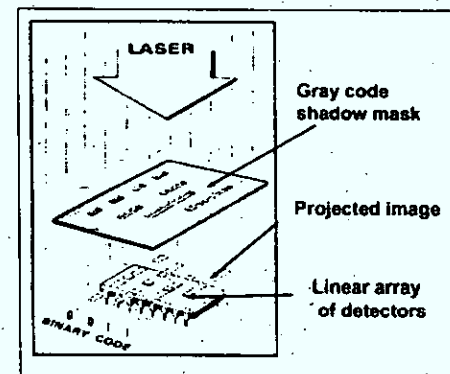 LASER
Gray code
shadow mask
Projected image
Linear array
of detectors
BINARY CODE